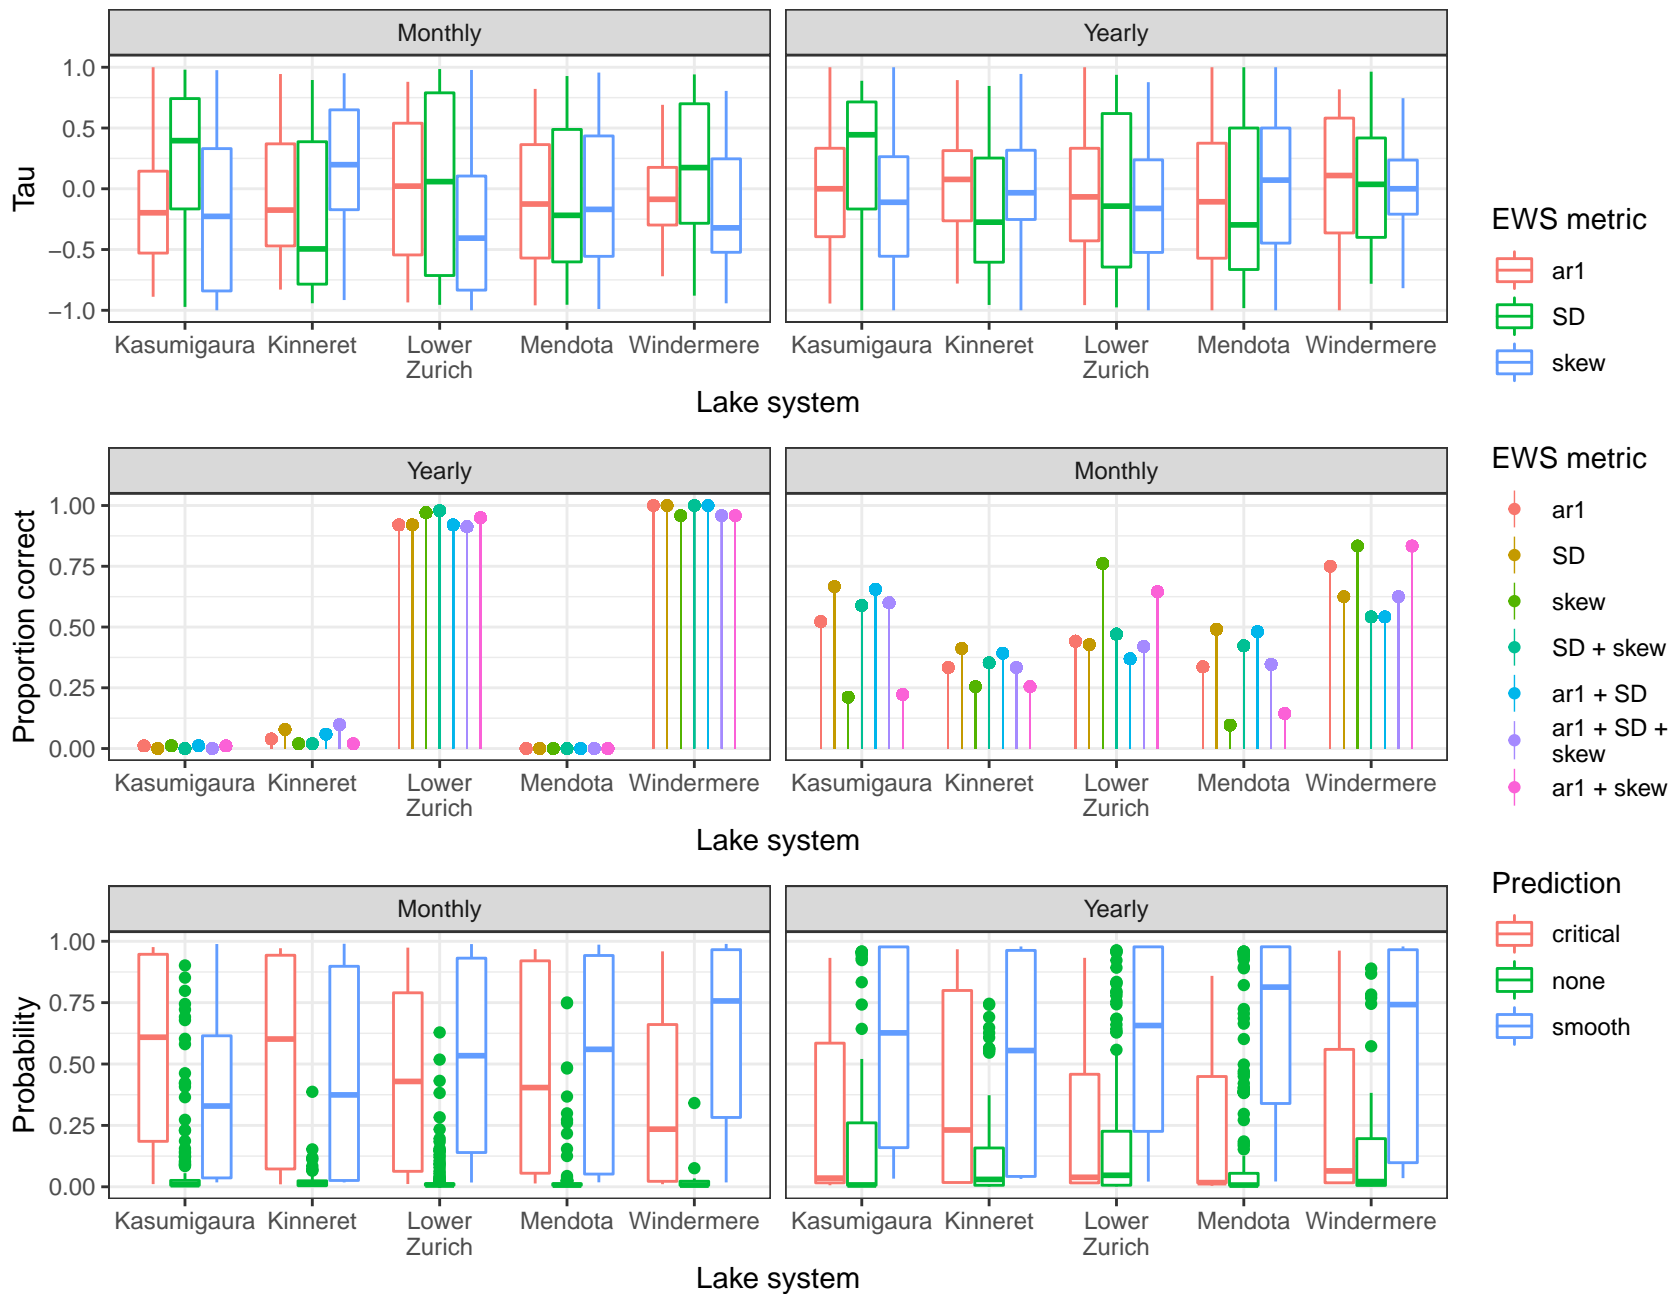 Monthly
Yearly
1.0
0.5
0.0
−0.5
−1.0
Tau
Kasumigaura Kinneret Lower Zurich Mendota Windermere
Kasumigaura Kinneret Lower Zurich Mendota Windermere
Lake system
EWS metric
ar1
SD
skew
Yearly
Monthly
1.00
0.75
0.50
0.25
0.00
Proportion correct
Kasumigaura Kinneret Lower Zurich Mendota Windermere
Kasumigaura Kinneret Lower Zurich Mendota Windermere
Lake system
EWS metric
ar1
SD
skew
SD + skew
ar1 + SD
ar1 + SD +
skew
ar1 + skew
Monthly
Yearly
1.00
0.75
0.50
0.25
0.00
Probability
Kasumigaura Kinneret Lower Zurich Mendota Windermere
Kasumigaura Kinneret Lower Zurich Mendota Windermere
Lake system
Prediction
critical
none
smooth